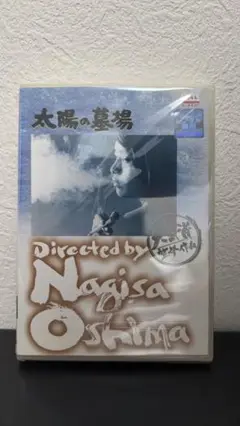 太陽の墓場
Directed by
Nagisa
Oshima